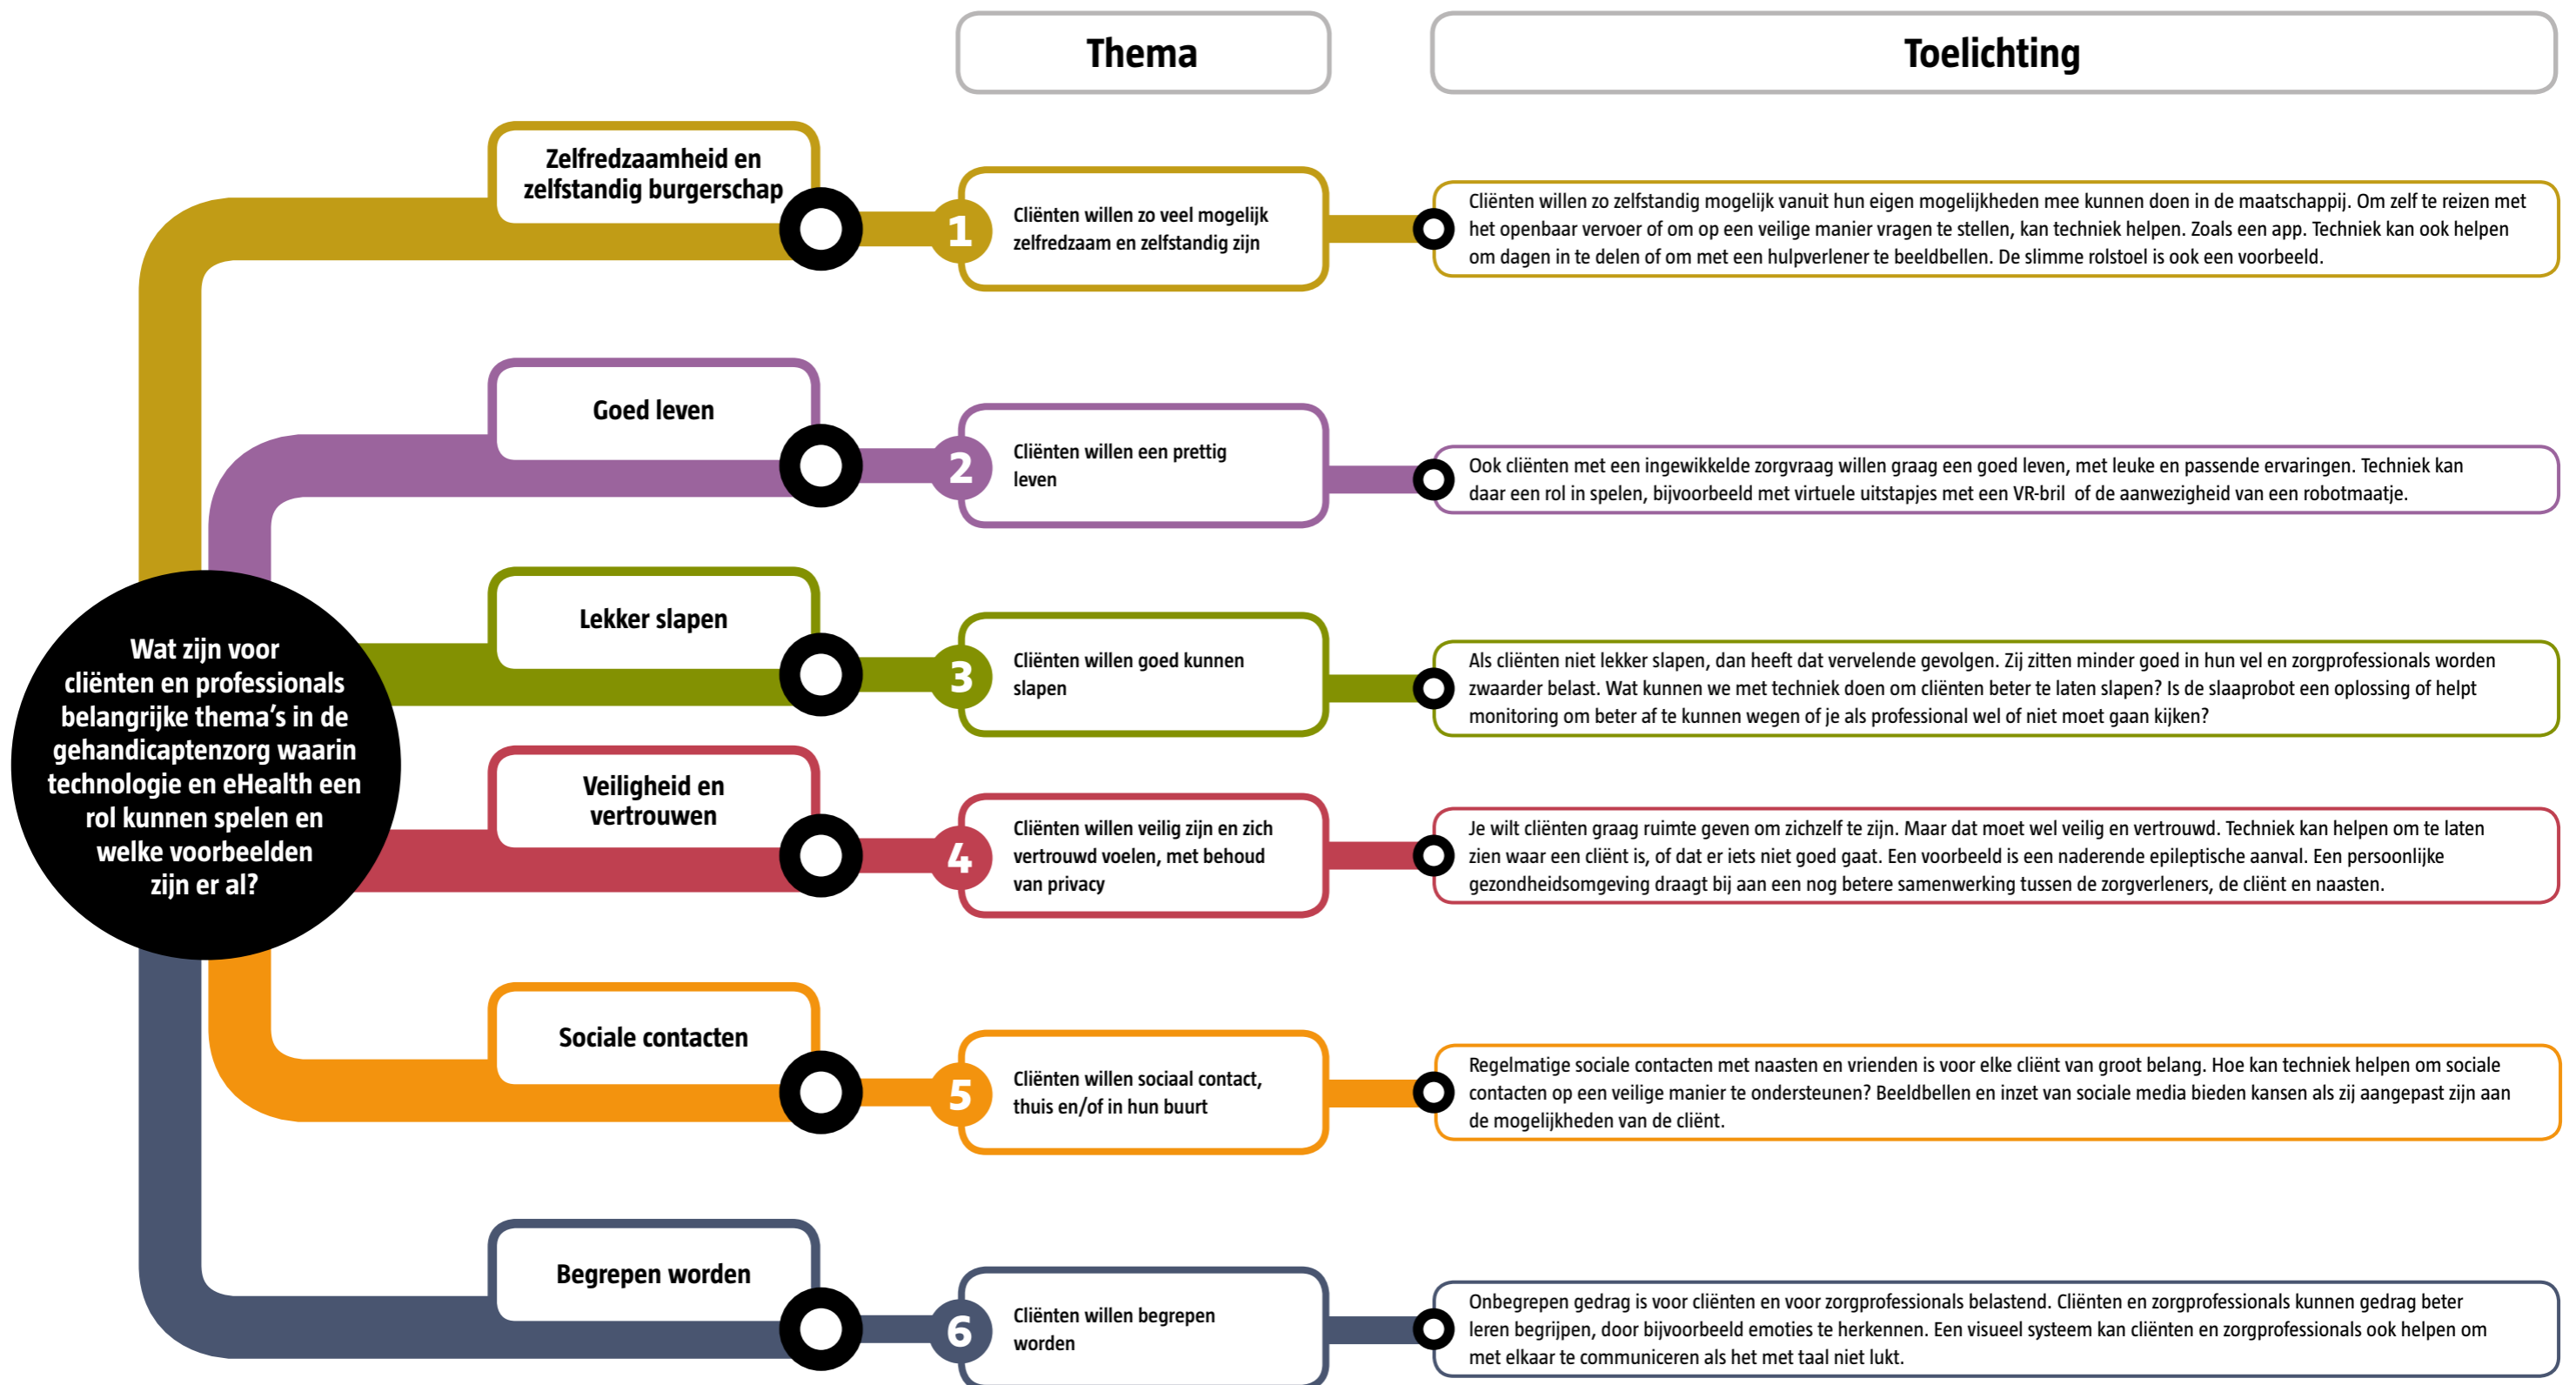 Thema
Toelichting
Wat zijn voor
cliënten en professionals
belangrijke thema's in de
gehandicaptenzorg waarin
technologie en eHealth een
rol kunnen spelen en
welke voorbeelden
zijn er al?
Zelfredzaamheid en
zelfstandig burgerschap
1
Cliënten willen zo veel mogelijk
zelfredzaam en zelfstandig zijn
Cliënten willen zo zelfstandig mogelijk vanuit hun eigen mogelijkheden mee kunnen doen in de maatschappij. Om zelf te reizen met
het openbaar vervoer of om op een veilige manier vragen te stellen, kan techniek helpen. Zoals een app. Techniek kan ook helpen
om dagen in te delen of om met een hulpverlener te beeldbellen. De slimme rolstoel is ook een voorbeeld.
Goed leven
2
Cliënten willen een prettig
leven
Ook cliënten met een ingewikkelde zorgvraag willen graag een goed leven, met leuke en passende ervaringen. Techniek kan
daar een rol in spelen, bijvoorbeeld met virtuele uitstapjes met een VR-bril of de aanwezigheid van een robotmaatje.
Lekker slapen
3
Cliënten willen goed kunnen
slapen
Als cliënten niet lekker slapen, dan heeft dat vervelende gevolgen. Zij zitten minder goed in hun vel en zorgprofessionals worden
zwaarder belast. Wat kunnen we met techniek doen om cliënten beter te laten slapen? Is de slaaprobot een oplossing of helpt
monitoring om beter af te kunnen wegen of je als professional wel of niet moet gaan kijken?
Veiligheid en
vertrouwen
4
Cliënten willen veilig zijn en zich
vertrouwd voelen, met behoud
van privacy
Je wilt cliënten graag ruimte geven om zichzelf te zijn. Maar dat moet wel veilig en vertrouwd. Techniek kan helpen om te laten
zien waar een cliënt is, of dat er iets niet goed gaat. Een voorbeeld is een naderende epileptische aanval. Een persoonlijke
gezondheidsomgeving draagt bij aan een nog betere samenwerking tussen de zorgverleners, de cliënt en naasten.
Sociale contacten
5
Cliënten willen sociaal contact,
thuis en/of in hun buurt
Regelmatige sociale contacten met naasten en vrienden is voor elke cliënt van groot belang. Hoe kan techniek helpen om sociale
contacten op een veilige manier te ondersteunen? Beeldbellen en inzet van sociale media bieden kansen als zij aangepast zijn aan
de mogelijkheden van de cliënt.
Begrepen worden
6
Cliënten willen begrepen
worden
Onbegrepen gedrag is voor cliënten en voor zorgprofessionals belastend. Cliënten en zorgprofessionals kunnen gedrag beter
leren begrijpen, door bijvoorbeeld emoties te herkennen. Een visueel systeem kan cliënten en zorgprofessionals ook helpen om
met elkaar te communiceren als het met taal niet lukt.